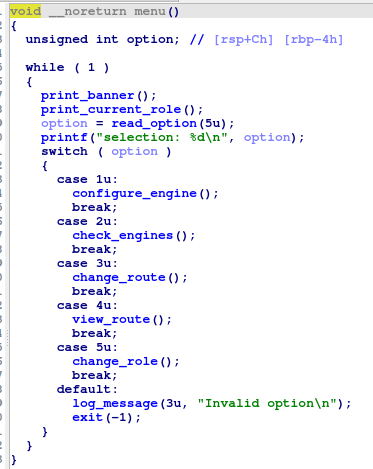 void __noreturn menu()
{
  unsigned int option; // [rsp+Ch] [rbp-4h]

  while ( 1 )
  {
    print_banner();
    print_current_role();
    option = read_option(5u);
    printf("selection: %d\n", option);
    switch ( option )
    {
      case 1u:
        configure_engine();
        break;
      case 2u:
        check_engines();
        break;
      case 3u:
        change_route();
        break;
      case 4u:
        view_route();
        break;
      case 5u:
        change_role();
        break;
      default:
        log_message(3u, "Invalid option\n");
        exit(-1);
    }
  }
}